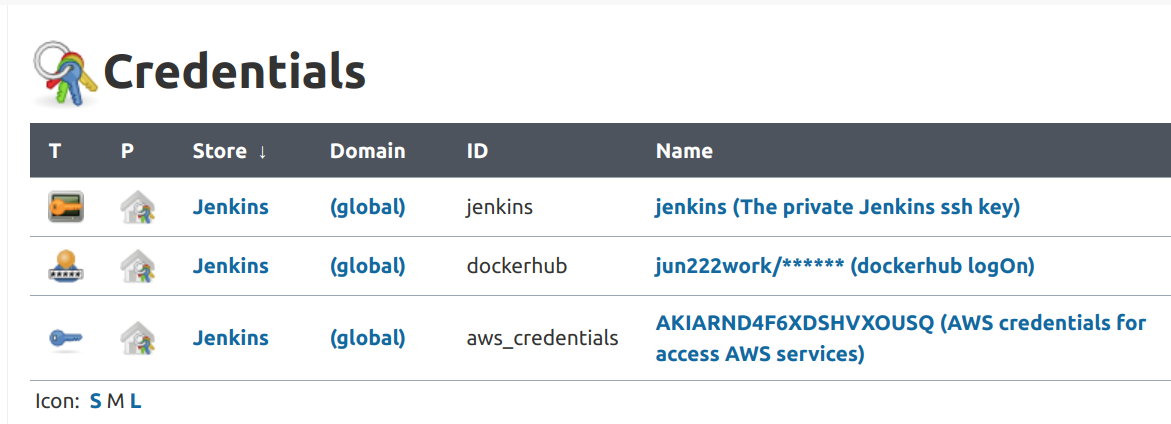 Credentials
T P Store ↓ Domain ID Name
Jenkins (global) jenkins jenkins (The private Jenkins ssh key)
Jenkins (global) dockerhub jun222work/****** (dockerhub logOn)
Jenkins (global) aws_credentials AKIARND4F6XDSHVXOUSQ (AWS credentials for
access AWS services)
Icon: S M L